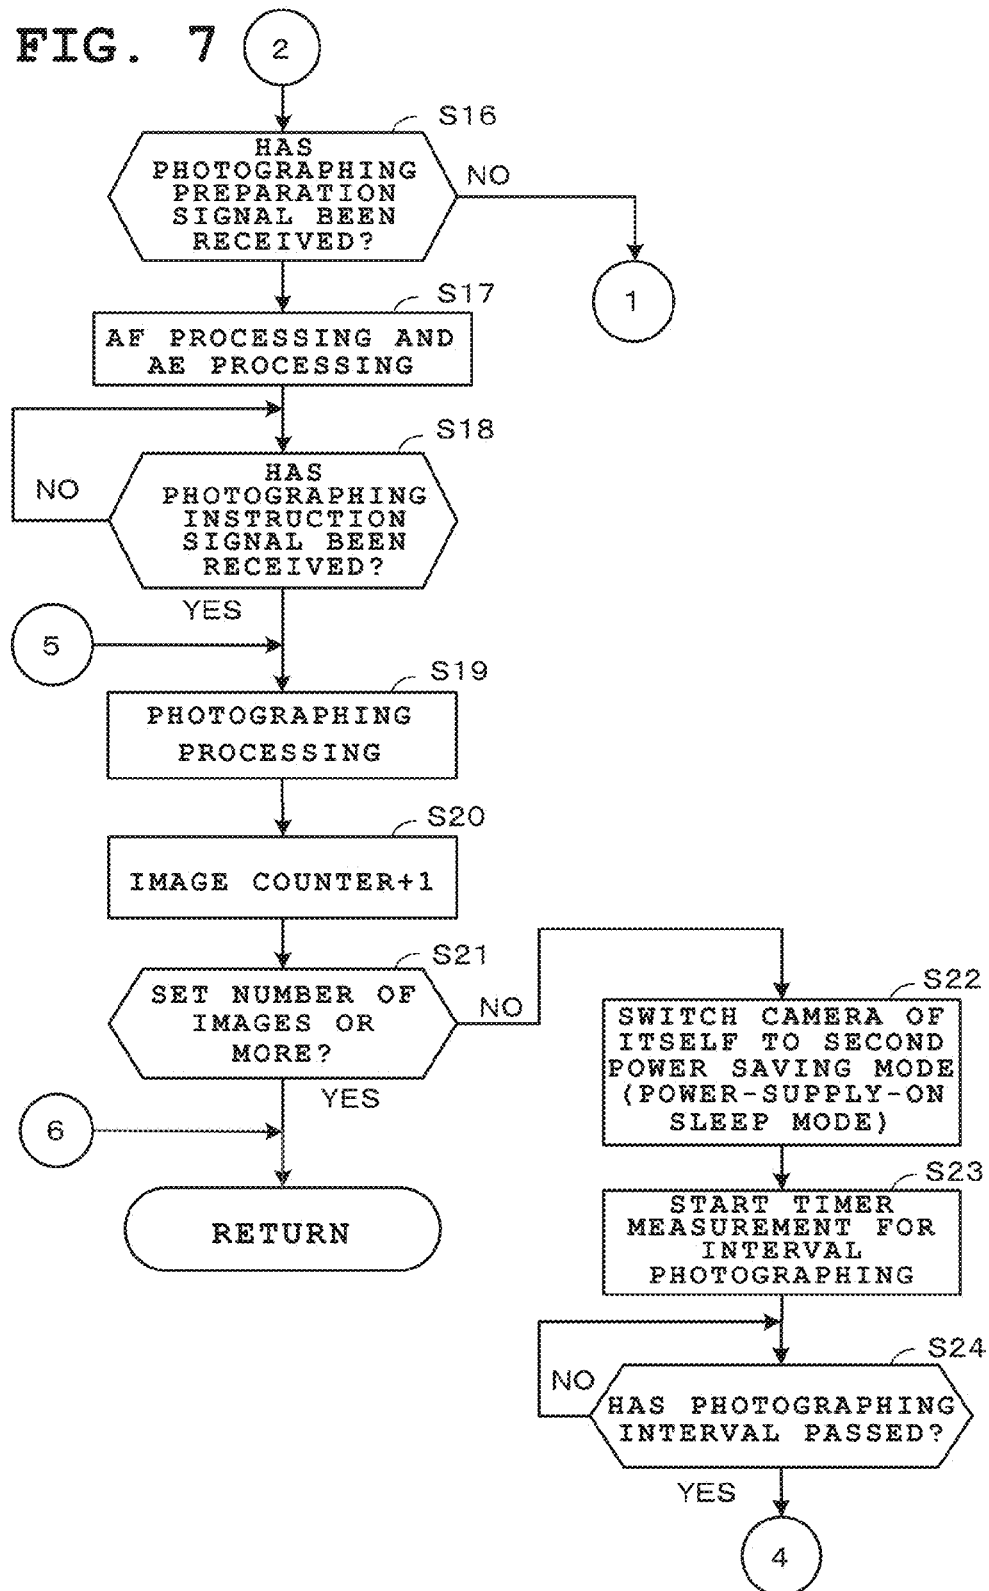 FIG. 7
2
S16
HAS
PHOTOGRAPHING
PREPARATION
SIGNAL BEEN
RECEIVED?
NO
1
S17
AF PROCESSING AND
AE PROCESSING
S18
HAS
PHOTOGRAPHING
INSTRUCTION
SIGNAL BEEN
RECEIVED?
NO
YES
5
S19
PHOTOGRAPHING
PROCESSING
S20
IMAGE COUNTER+1
S21
SET NUMBER OF
IMAGES OR
MORE?
NO
YES
6
RETURN
S22
SWITCH CAMERA OF
ITSELF TO SECOND
POWER SAVING MODE
(POWER-SUPPLY-ON
SLEEP MODE)
S23
START TIMER
MEASUREMENT FOR
INTERVAL
PHOTOGRAPHING
S24
NO
HAS PHOTOGRAPHING
INTERVAL PASSED?
YES
4